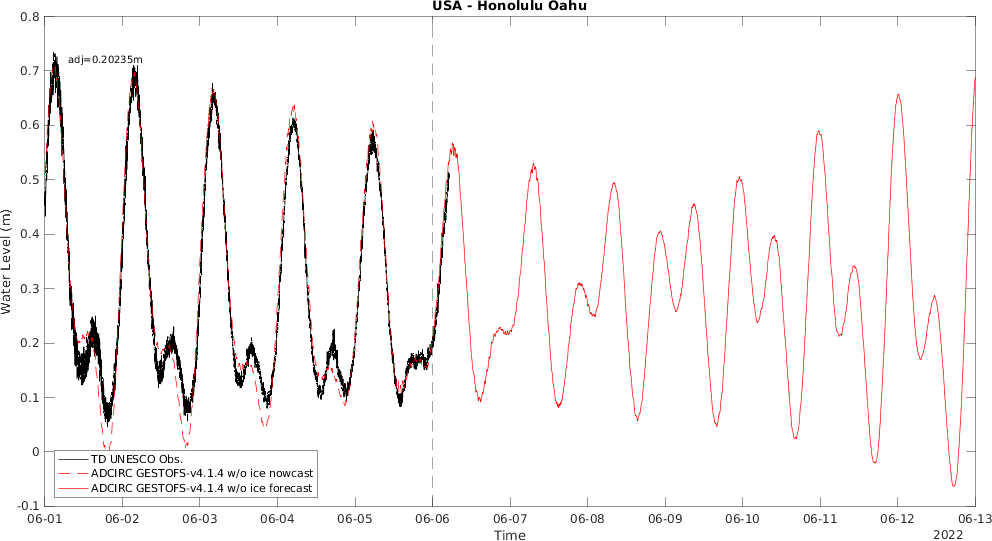 USA - Honolulu Oahu
adj=0.20235m
Water Level (m)
0.8
0.7
0.6
0.5
0.4
0.3
0.2
0.1
0
-0.1
TD UNESCO Obs.
ADCIRC GESTOFS-v4.1.4 w/o ice nowcast
ADCIRC GESTOFS-v4.1.4 w/o ice forecast
06-01 06-02 06-03 06-04 06-05 06-06 06-07 06-08 06-09 06-10 06-11 06-12 06-13
Time
2022